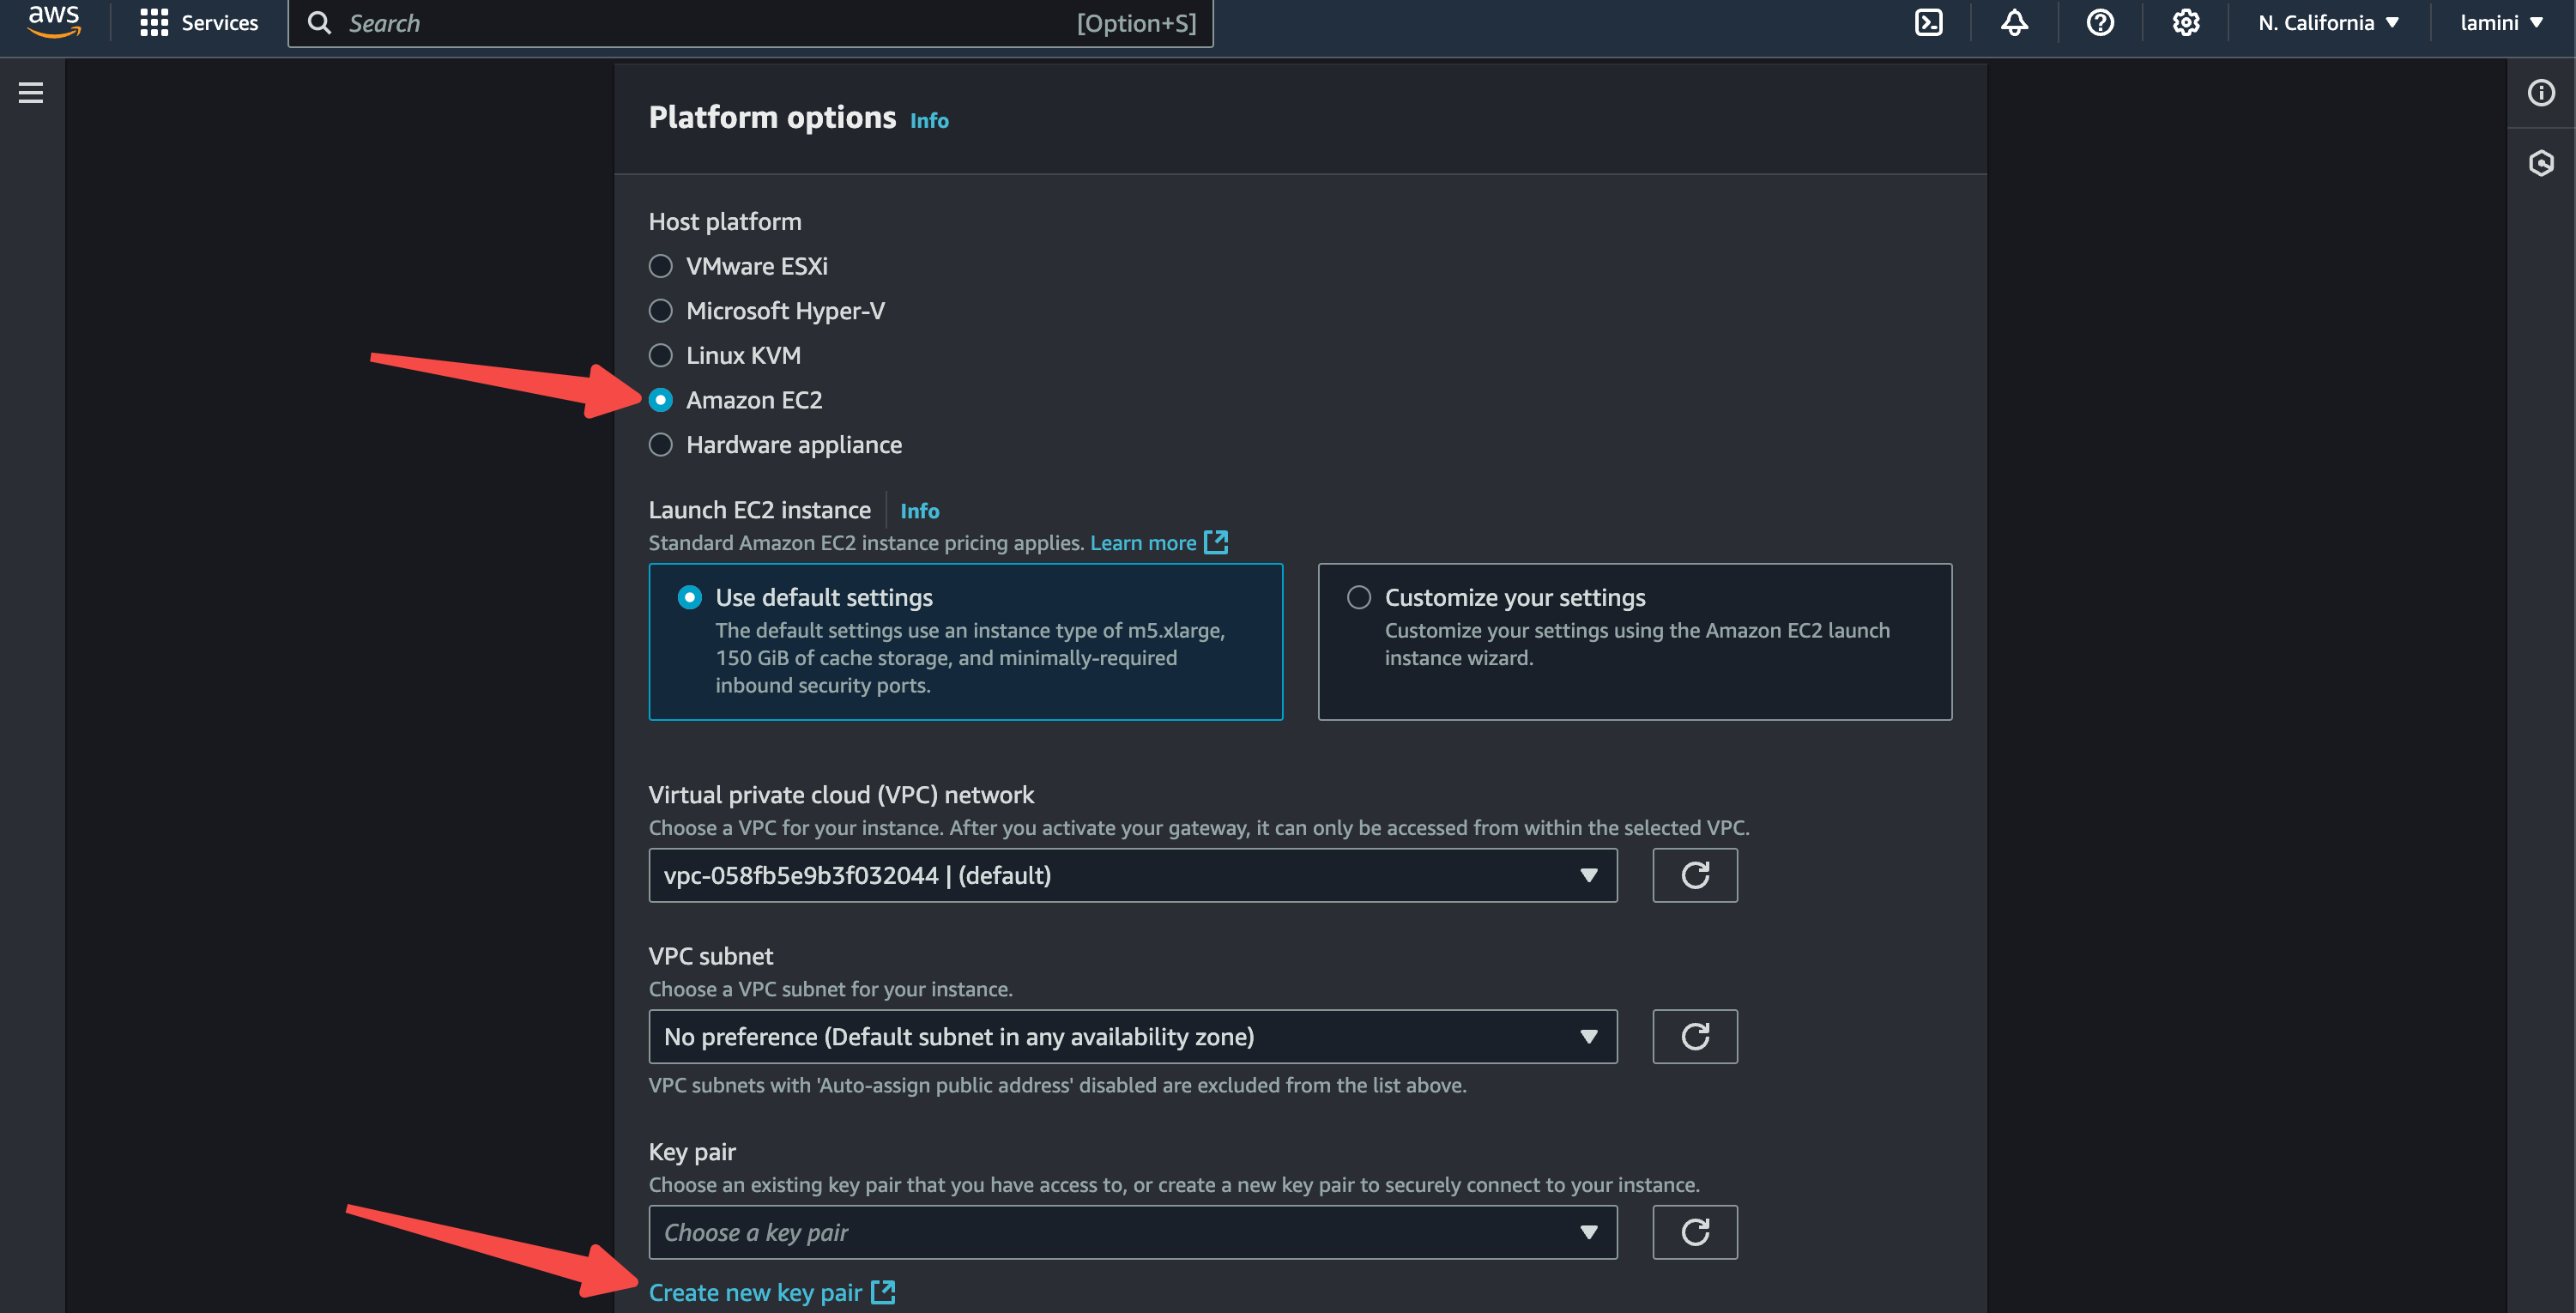 aws
Services
Search
[Option+S]
N. California
lamini
Platform options Info
Host platform
VMware ESXi
Microsoft Hyper-V
Linux KVM
Amazon EC2
Hardware appliance
Launch EC2 instance Info
Standard Amazon EC2 instance pricing applies. Learn more
Use default settings
The default settings use an instance type of m5.xlarge,
150 GiB of cache storage, and minimally-required
inbound security ports.
Customize your settings
Customize your settings using the Amazon EC2 launch
instance wizard.
Virtual private cloud (VPC) network
Choose a VPC for your instance. After you activate your gateway, it can only be accessed from within the selected VPC.
vpc-058fb5e9b3f032044 | (default)
VPC subnet
Choose a VPC subnet for your instance.
No preference (Default subnet in any availability zone)
VPC subnets with 'Auto-assign public address' disabled are excluded from the list above.
Key pair
Choose an existing key pair that you have access to, or create a new key pair to securely connect to your instance.
Choose a key pair
Create new key pair